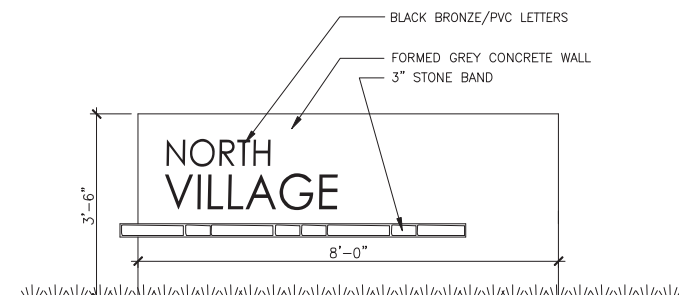 BLACK BRONZE/PVC LETTERS
FORMED GREY CONCRETE WALL
3" STONE BAND
NORTH
VILLAGE
3'-6"
8'-0"